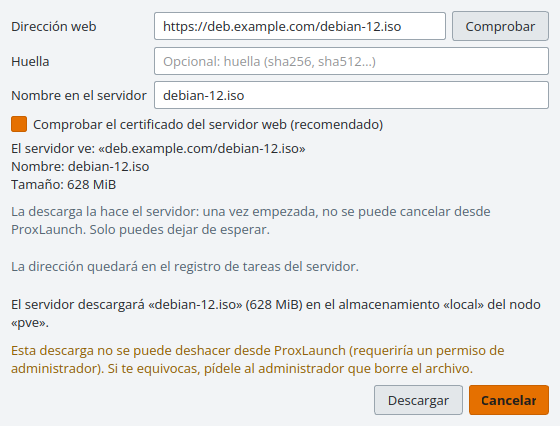 Dirección web https://deb.example.com/debian-12.iso Comprobar
Huella Opcional: huella (sha256, sha512...)
Nombre en el servidor debian-12.iso
Comprobar el certificado del servidor web (recomendado)
El servidor ve: «deb.example.com/debian-12.iso»
Nombre: debian-12.iso
Tamaño: 628 MiB
La descarga la hace el servidor: una vez empezada, no se puede cancelar desde
ProxLaunch. Solo puedes dejar de esperar.
La dirección quedará en el registro de tareas del servidor.
El servidor descargará «debian-12.iso» (628 MiB) en el almacenamiento «local» del nodo
«pve».
Esta descarga no se puede deshacer desde ProxLaunch (requeriría un permiso de
administrador). Si te equivocas, pídele al administrador que borre el archivo.
Descargar Cancelar